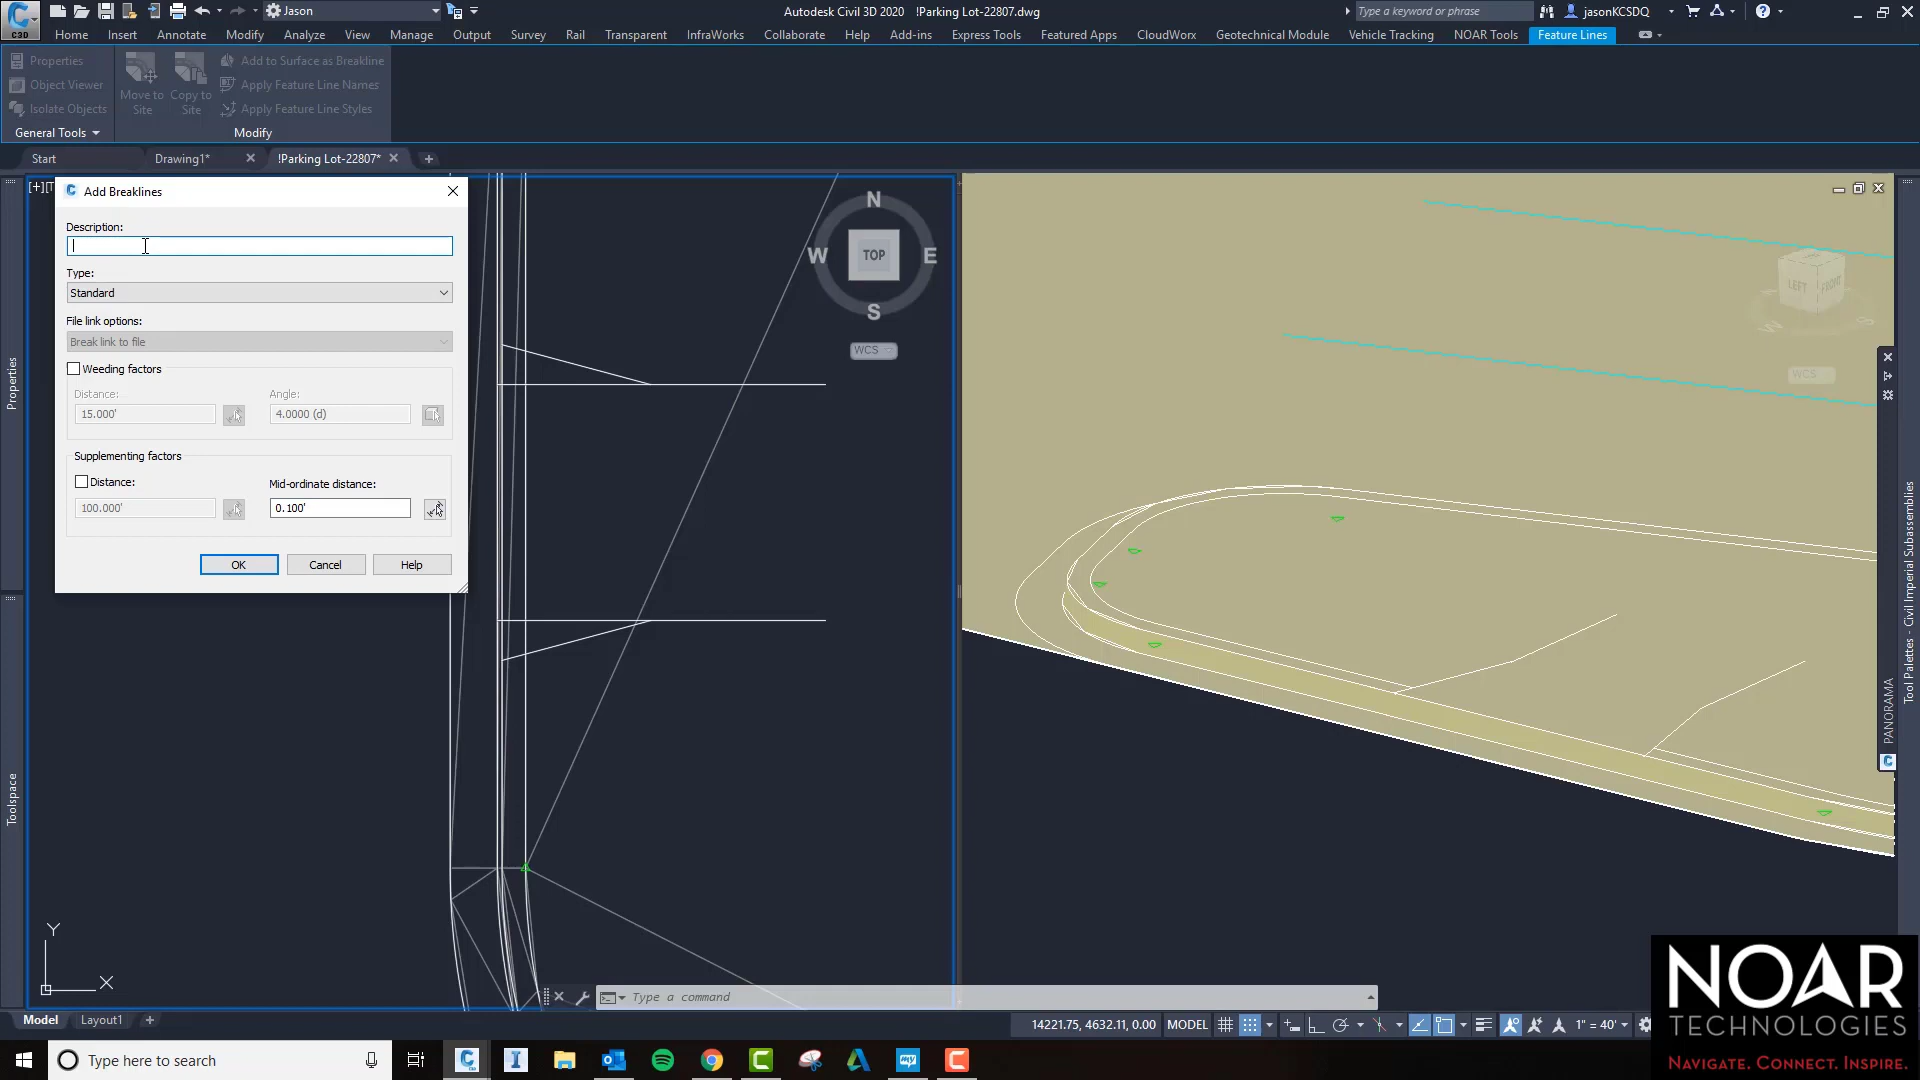 Jason
Autodesk Civil 3D 2020 !Parking Lot-22807.dwg
Type a keyword or phrase
jasonKCSDQ
C3D
Home Insert Annotate Modify Analyze View Manage Output Survey Rail Transparent InfraWorks Collaborate Help Add-ins Express Tools Featured Apps CloudWorx Geotechnical Module Vehicle Tracking NOAR Tools Feature Lines
Properties
Object Viewer
Isolate Objects
Move to Site
Copy to Site
Add to Surface as Breakline
Apply Feature Line Names
Apply Feature Line Styles
General Tools
Modify
Start
Drawing1*
!Parking Lot-22807*
[+][T
Add Breaklines
Description:
Type:
Standard
File link options:
Break link to file
Weeding factors
Distance:
Angle:
15.000'
4.0000 (d)
Supplementing factors
Distance:
Mid-ordinate distance:
100.000'
0.100'
OK
Cancel
Help
N
W
TOP
E
S
WCS
LEFT
FRONT
W
S
WCS
Properties
Toolspace
PANORAMA
Tool Palettes - Civil Imperial Subassemblies
Y
X
Type a command
Model
Layout1
14221.75, 4632.11, 0.00
MODEL
1" = 40'
Type here to search
NOAR
TECHNOLOGIES
NAVIGATE. CONNECT. INSPIRE.